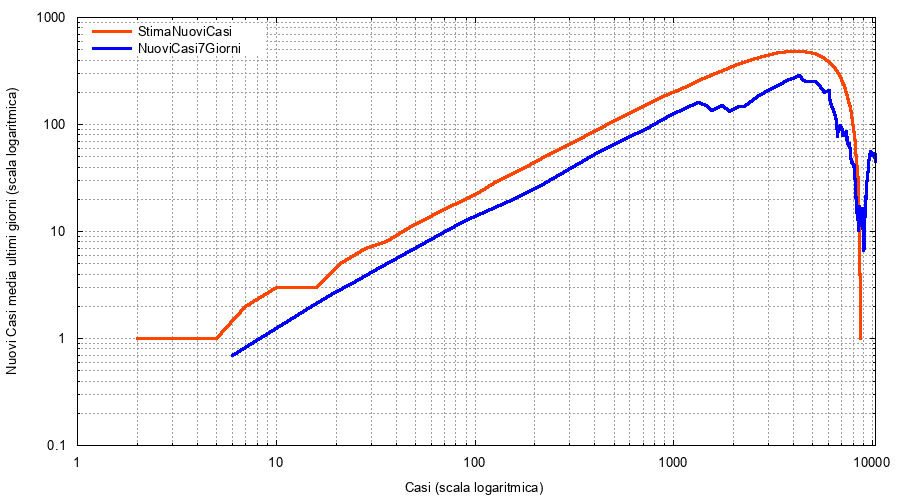 1000
100
10
1
0.1
StimaNuoviCasi
NuoviCasi7Giorni
Nuovi Casi media ultimi giorni (scala logaritmica)
1 10 100 1000 10000
Casi (scala logaritmica)